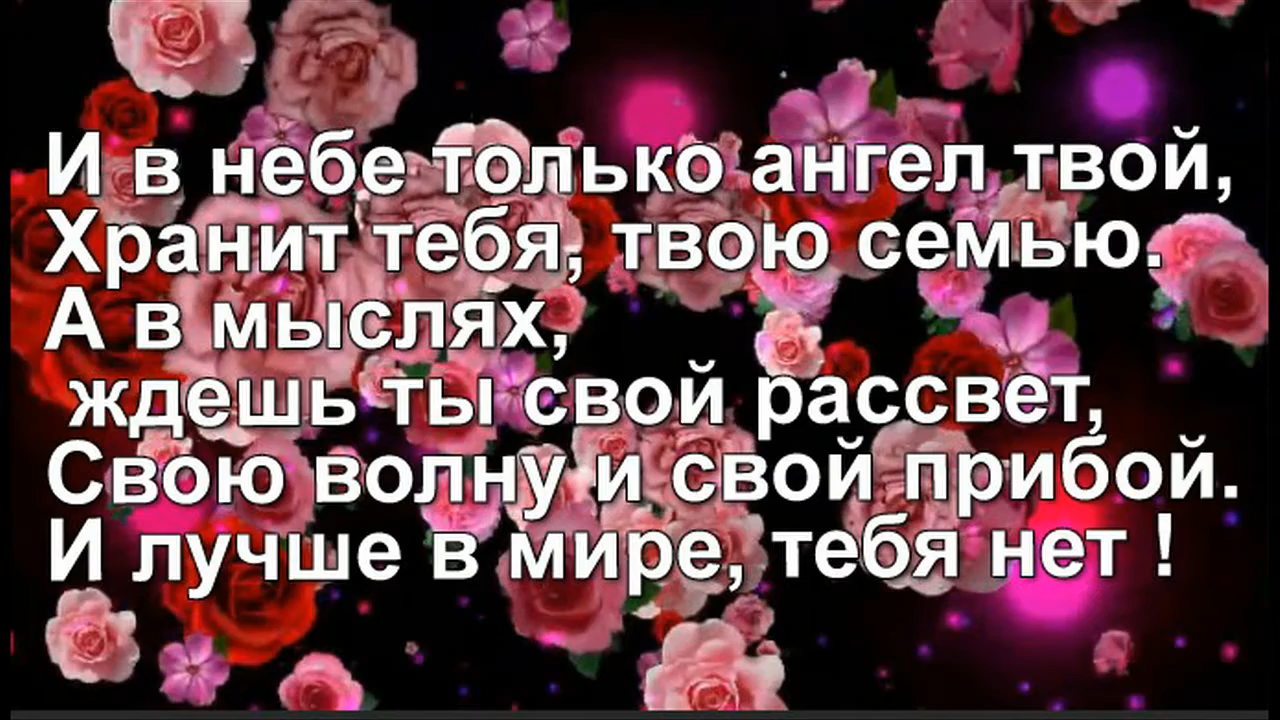 И в небе только ангел твой,
Хранит тебя, твою семью.
А в мыслях,
ждешь ты свой рассвет,
Свою волну и свой прибой.
И лучше в мире, тебя нет !